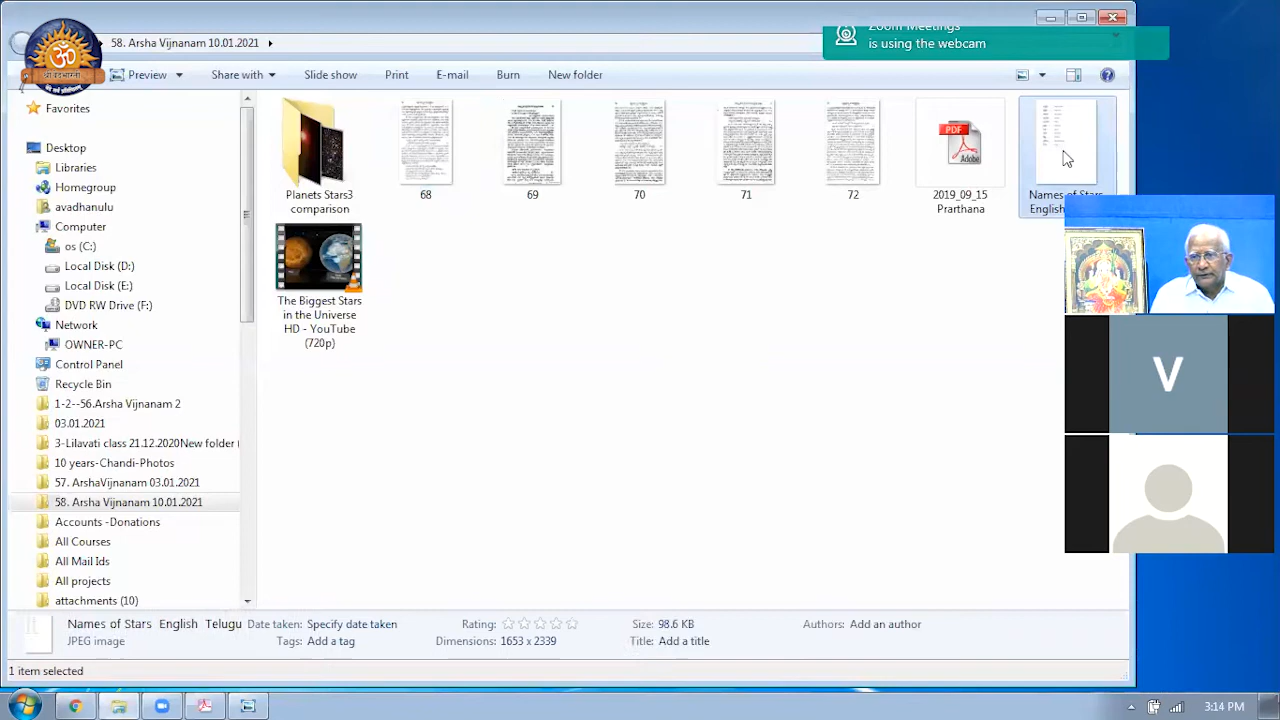 58. Arsha Vijnanam 10.01.2021
Zoom Meetings
is using the webcam
Preview
Share with
Slide show
Print
E-mail
Burn
New folder
Favorites
Desktop
Libraries
Homegroup
avadhanulu
Computer
os (C:)
Local Disk (D:)
Local Disk (E:)
DVD RW Drive (F:)
Network
OWNER-PC
Control Panel
Recycle Bin
1-2--56.Arsha Vijnanam 2
03.01.2021
3-Lilavati class 21.12.2020New folder (
10 years-Chandi-Photos
57. ArshaVijnanam 03.01.2021
58. Arsha Vijnanam 10.01.2021
Accounts -Donations
All Courses
All Mail Ids
All projects
attachments (10)
Planets Stars3
comparison
68
69
70
71
72
PDF
Adobe
2019_09_15
Prarthana
Names of Stars
English
The Biggest Stars
in the Universe
HD - YouTube
(720p)
V
Names of Stars English Telugu
JPEG image
Date taken: Specify date taken
Tags: Add a tag
Rating:
Dimensions: 1653 x 2339
Size: 98.6 KB
Title: Add a title
Authors: Add an author
1 item selected
3:14 PM